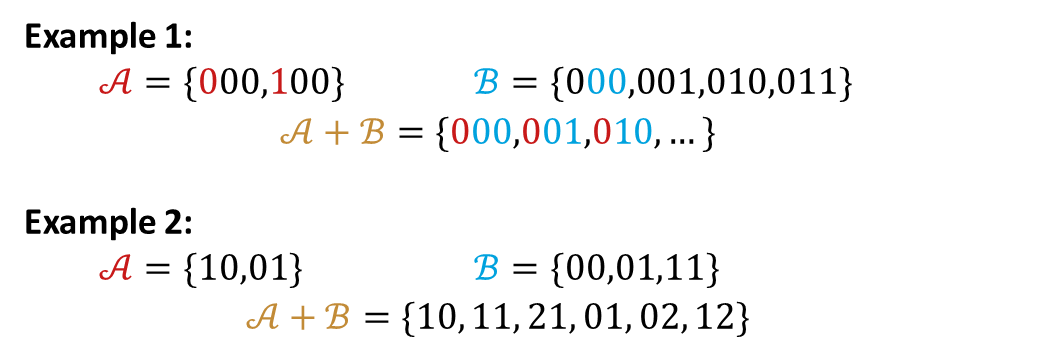 Example 1:
𝒜 = {000,100} ℬ = {000,001,010,011}
𝒜 + ℬ = {000,001,010, … }
Example 2:
𝒜 = {10,01} ℬ = {00,01,11}
𝒜 + ℬ = {10, 11, 21, 01, 02, 12}